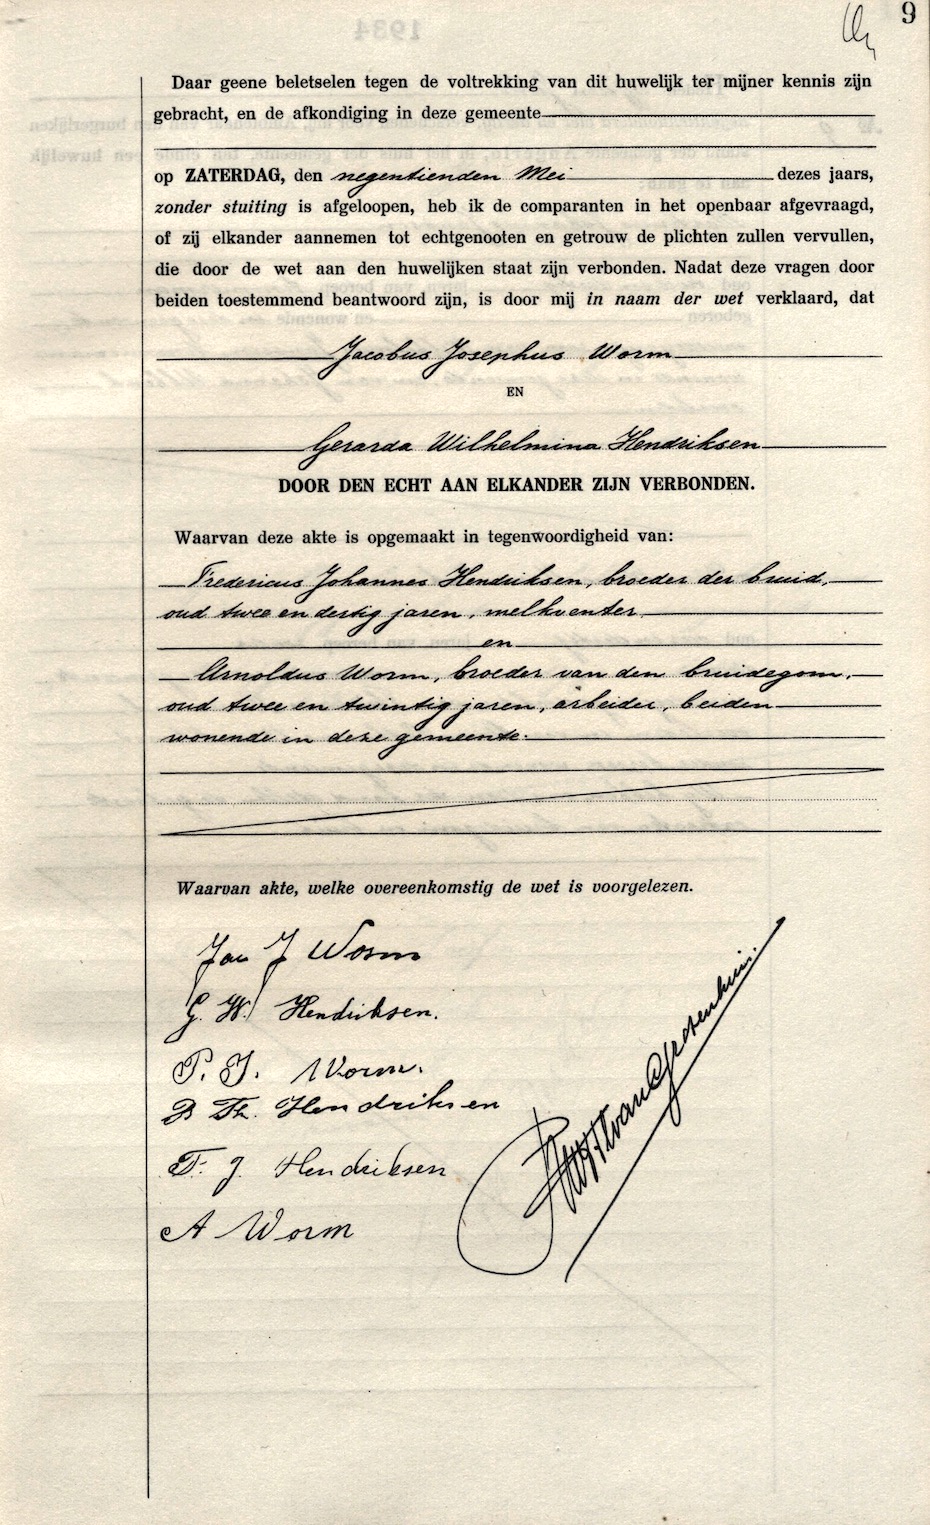 9
Daar geene beletselen tegen de voltrekking van dit huwelijk ter mijner kennis zijn
gebracht, en de afkondiging in deze gemeente
op ZATERDAG, den negentienden Mei dezes jaars,
zonder stuiting is afgeloopen, heb ik de comparanten in het openbaar afgevraagd,
of zij elkander aannemen tot echtgenooten en getrouw de plichten zullen vervullen,
die door de wet aan den huwelijken staat zijn verbonden. Nadat deze vragen door
beiden toestemmend beantwoord zijn, is door mij in naam der wet verklaard, dat
Jacobus Josephus Worm
EN
Gerarda Wilhelmina Hendriksen
DOOR DEN ECHT AAN ELKANDER ZIJN VERBONDEN.
Waarvan deze akte is opgemaakt in tegenwoordigheid van:
Fredericus Johannes Hendriksen, broeder der bruid,
oud twee en dertig jaren, melkventer
en
Arnoldus Worm, broeder van den bruidegom,
oud twee en twintig jaren, arbeider, beiden
wonende in deze gemeente.
Waarvan akte, welke overeenkomstig de wet is voorgelezen.
J Worm
G. W. Hendriksen.
P. J. Worm.
B Th. Hendriksen
F. J. Hendriksen
A Worm